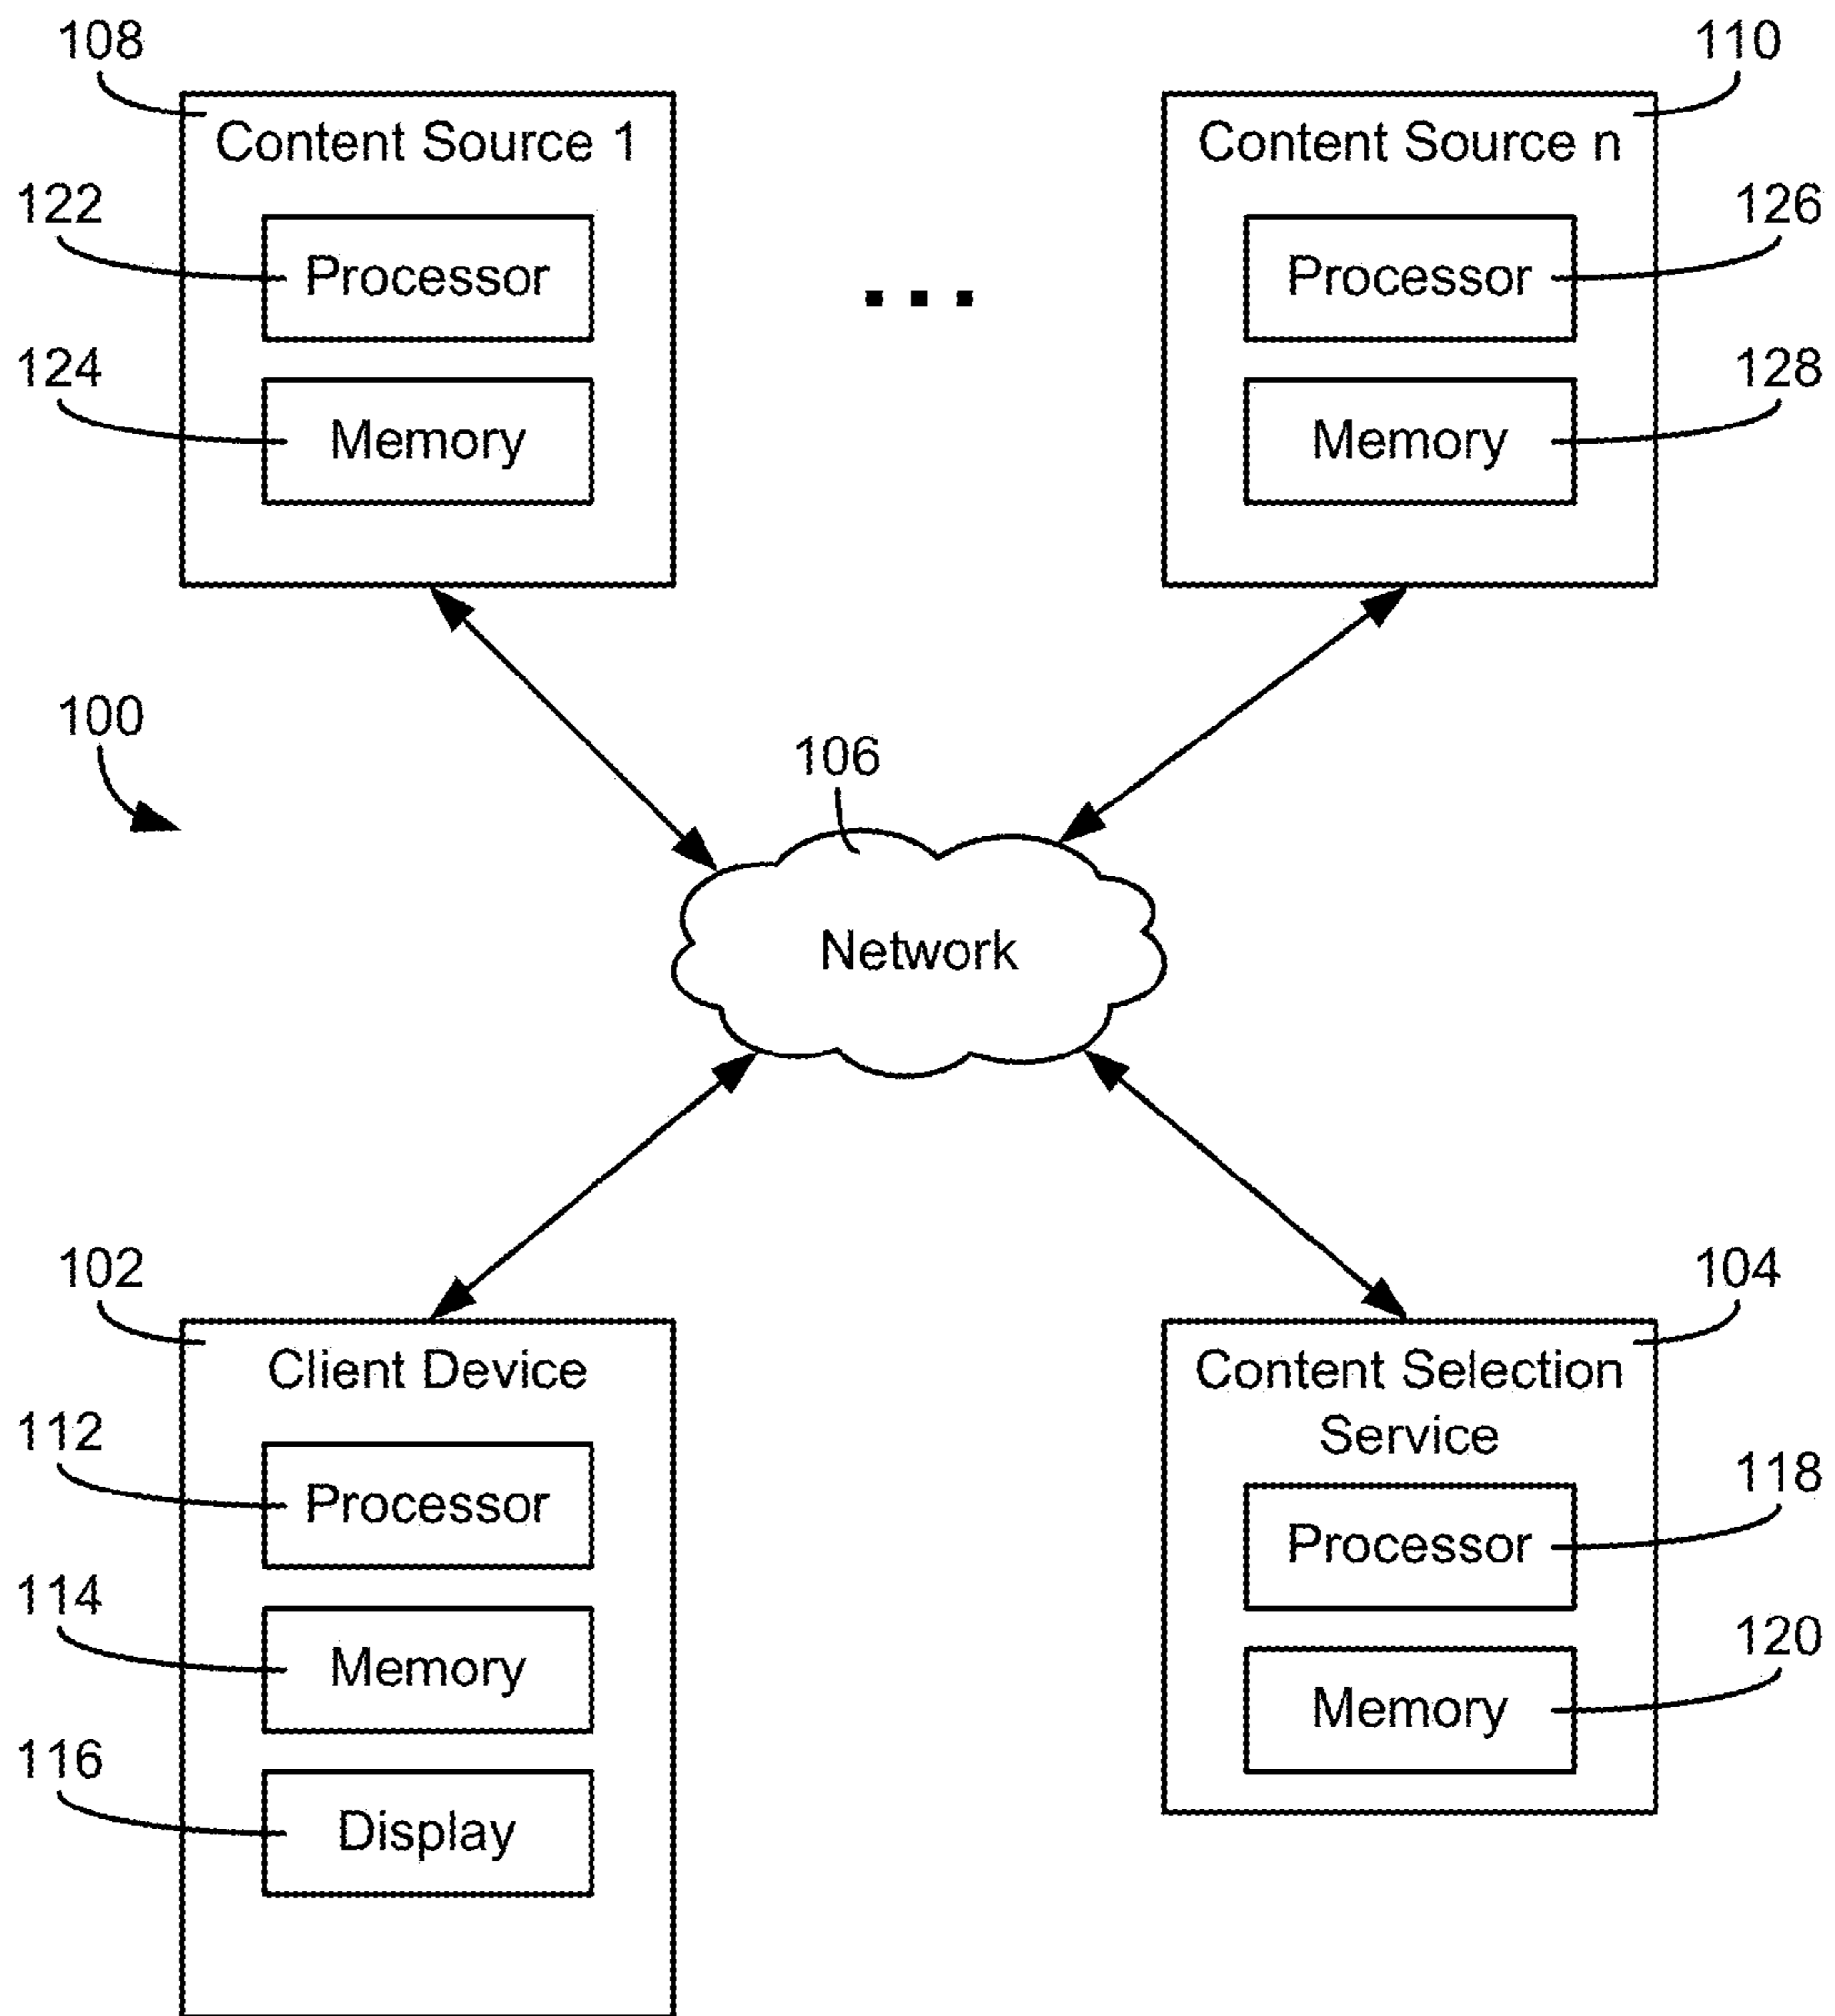 108
110
Content Source 1
Content Source n
122
126
Processor
Processor
...
124
128
Memory
Memory
100
106
Network
102
104
Client Device
Content Selection
Service
112
118
Processor
Processor
114
120
Memory
Memory
116
Display